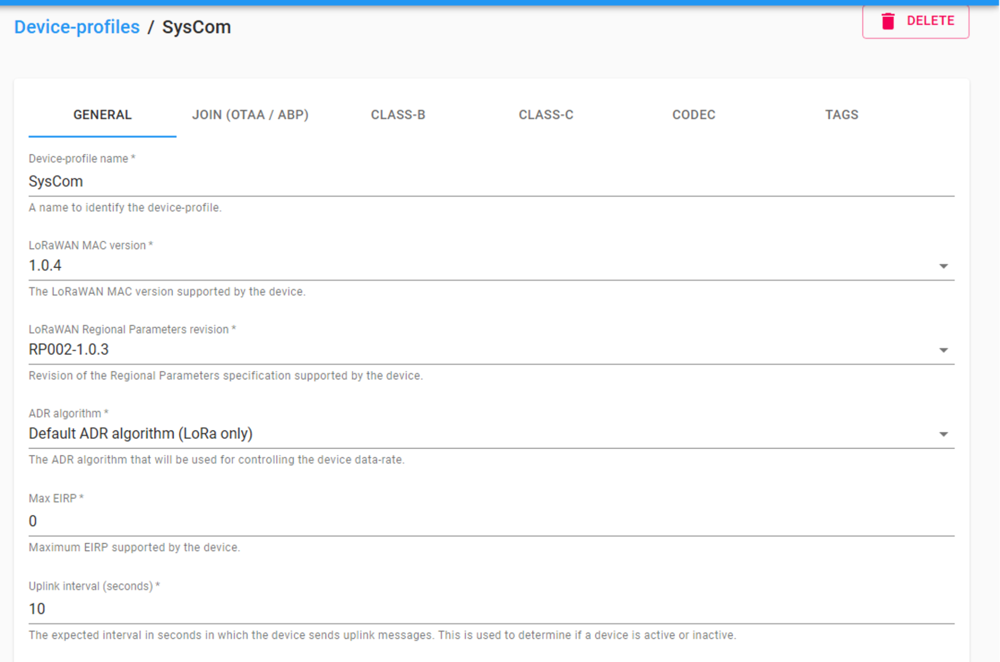 Device-profiles / SysCom
DELETE
GENERAL JOIN (OTAA / ABP) CLASS-B CLASS-C CODEC TAGS
Device-profile name *
SysCom
A name to identify the device-profile.
LoRaWAN MAC version *
1.0.4
The LoRaWAN MAC version supported by the device.
LoRaWAN Regional Parameters revision *
RP002-1.0.3
Revision of the Regional Parameters specification supported by the device.
ADR algorithm *
Default ADR algorithm (LoRa only)
The ADR algorithm that will be used for controlling the device data-rate.
Max EIRP *
0
Maximum EIRP supported by the device.
Uplink interval (seconds) *
10
The expected interval in seconds in which the device sends uplink messages. This is used to determine if a device is active or inactive.